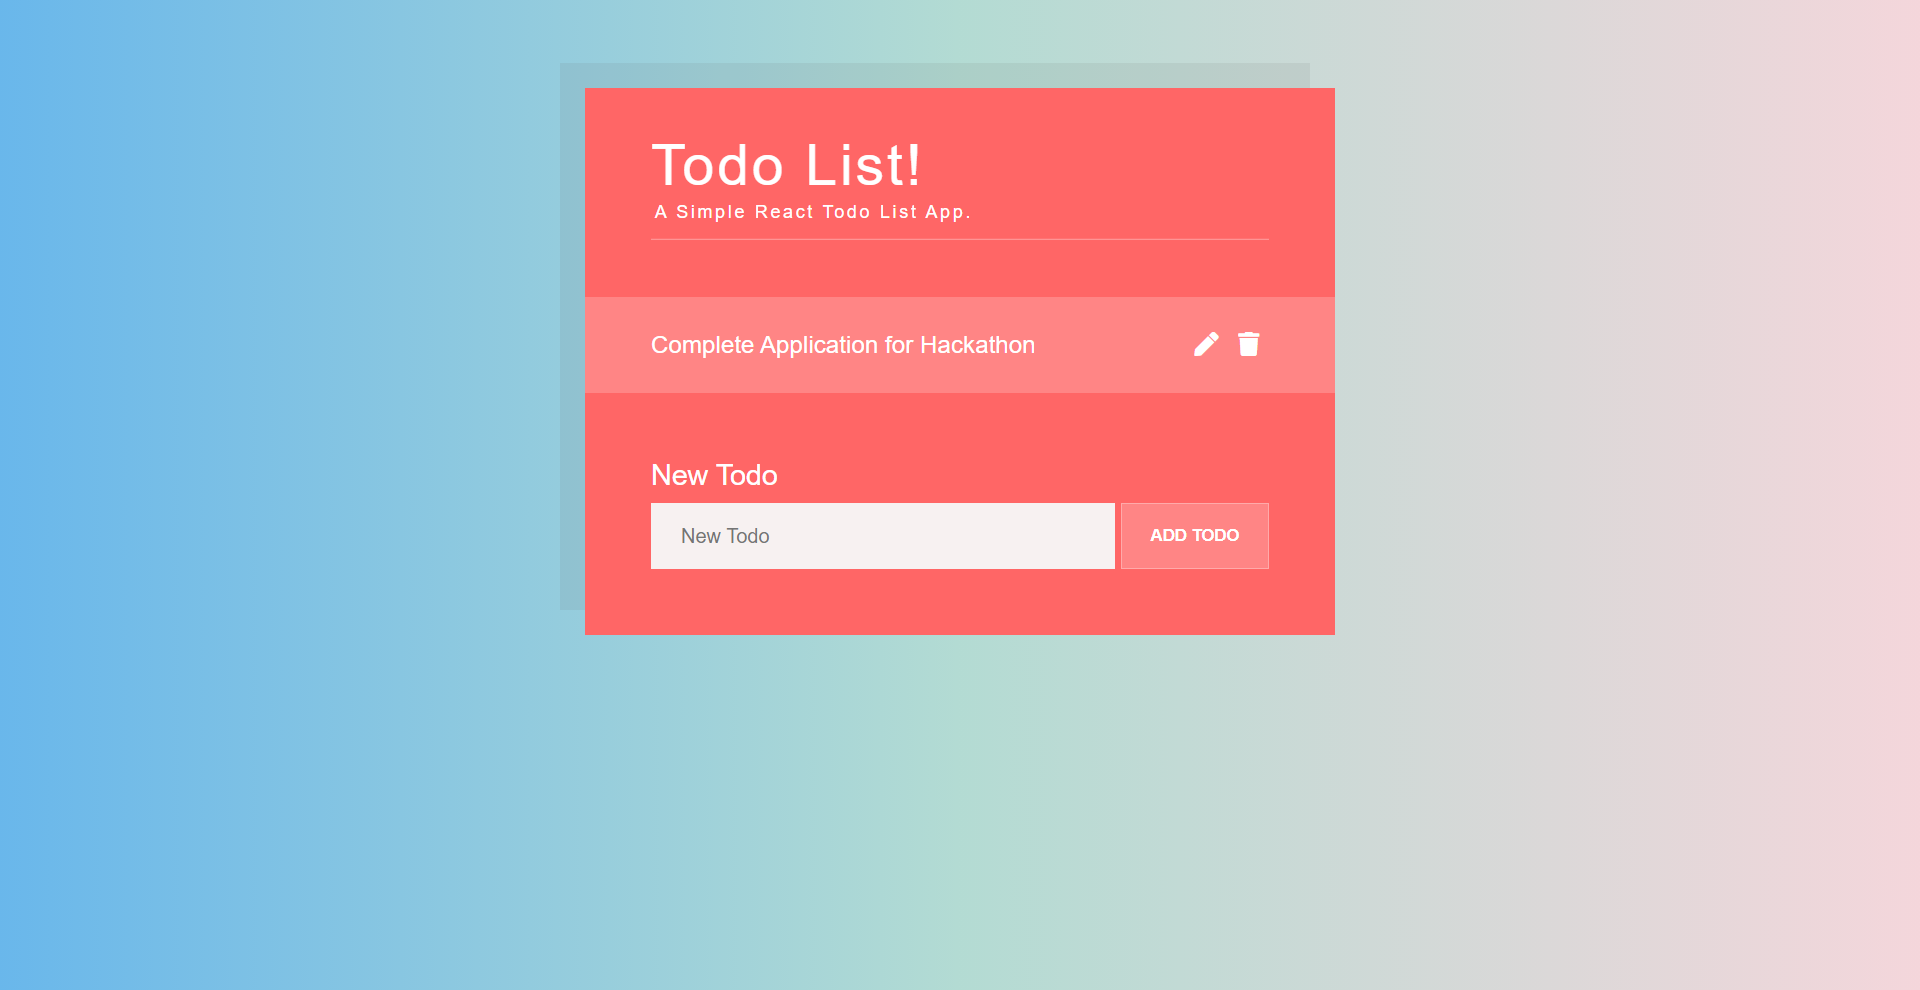 Todo List!
A Simple React Todo List App.
Complete Application for Hackathon
New Todo
New Todo
ADD TODO